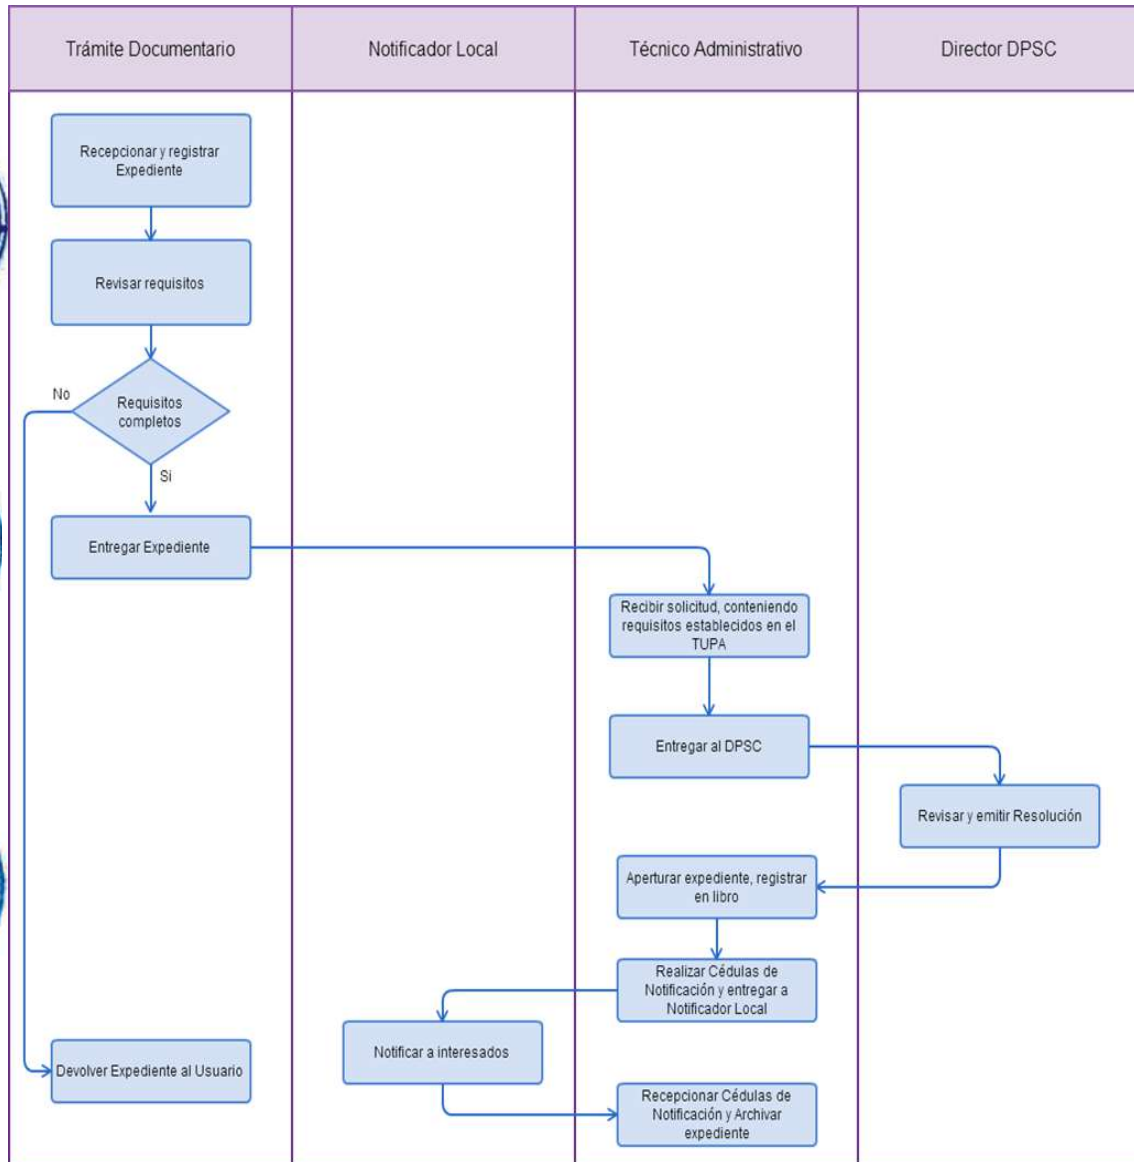 Trámite Documentario
Notificador Local
Técnico Administrativo
Director DPSC
Recepcionar y registrar
Expediente
Revisar requisitos
Requisitos
completos
No
Si
Entregar Expediente
Recibir solicitud, conteniendo
requisitos establecidos en el
TUPA
Entregar al DPSC
Revisar y emitir Resolución
Aperturar expediente, registrar
en libro
Realizar Cédulas de
Notificación y entregar a
Notificador Local
Notificar a interesados
Devolver Expediente al Usuario
Recepcionar Cédulas de
Notificación y Archivar
expediente